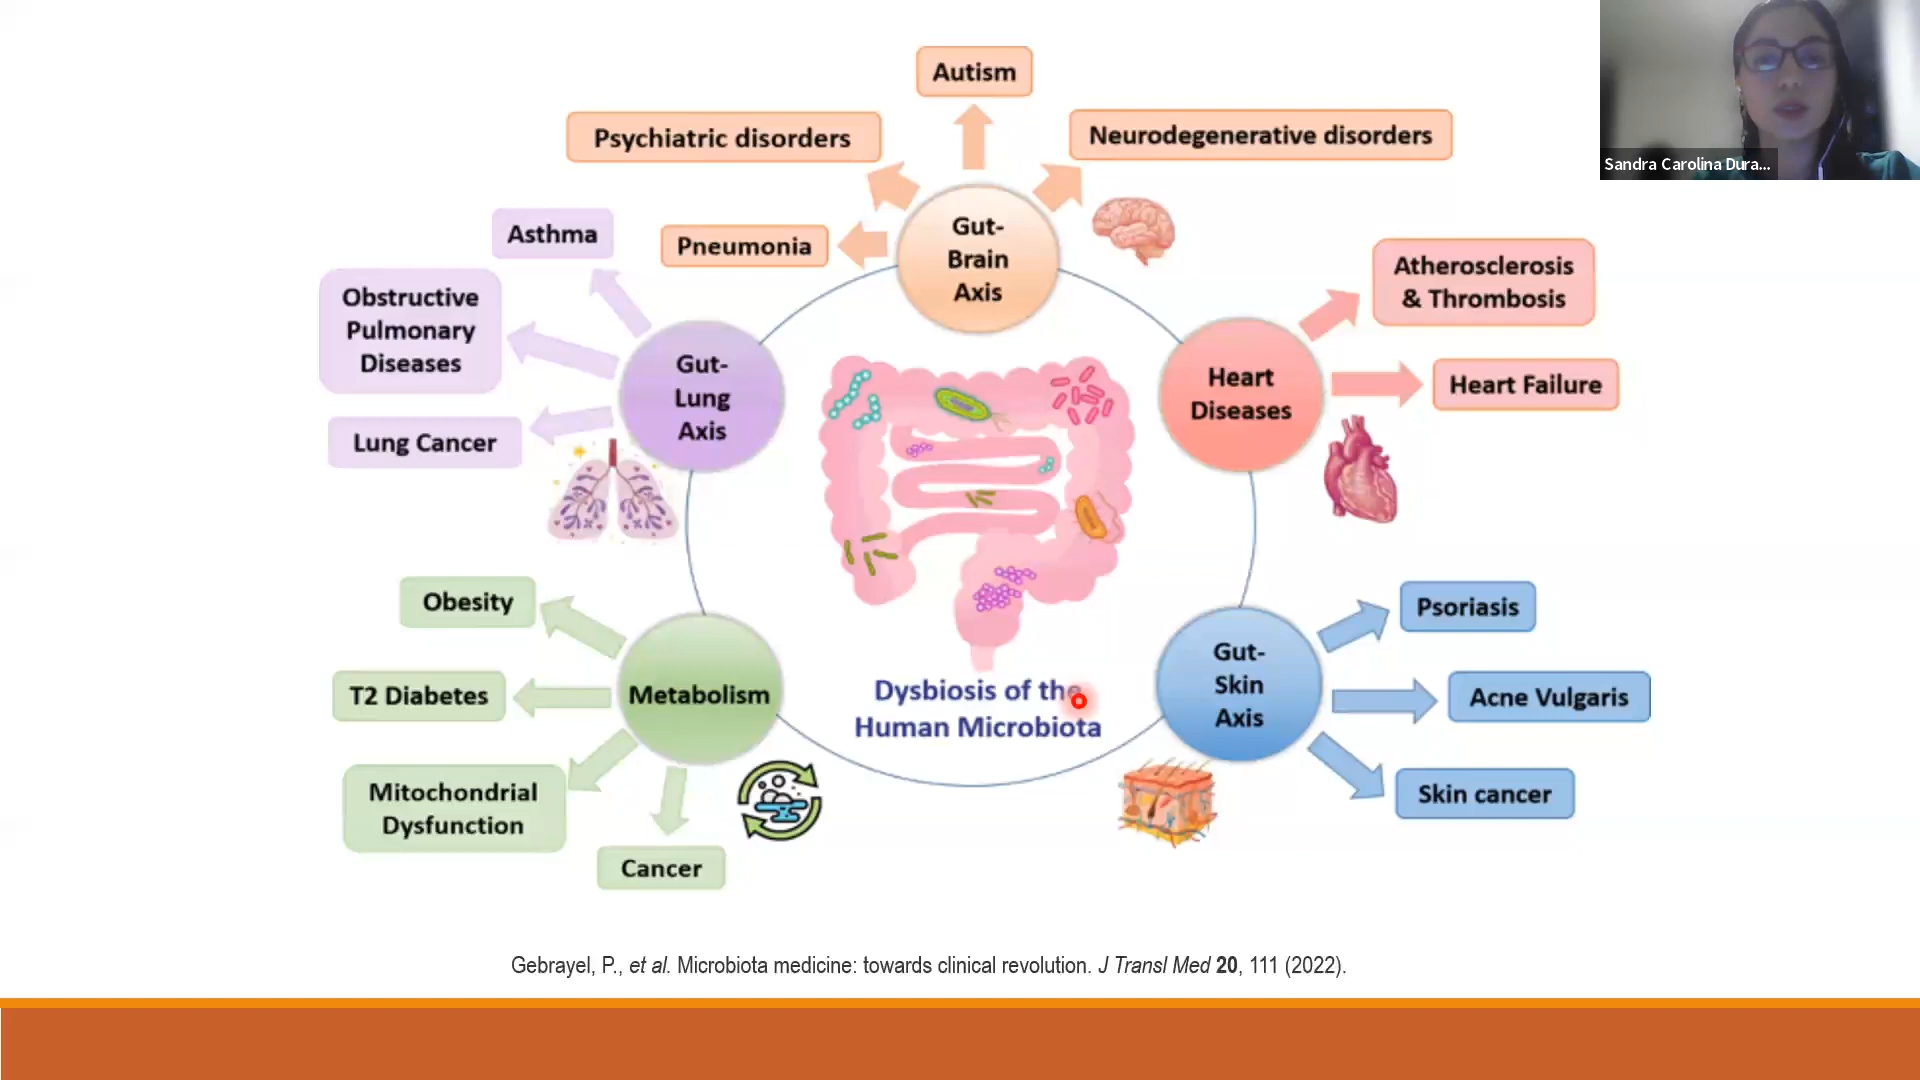 Autism
Psychiatric disorders
Neurodegenerative disorders
Sandra Carolina Dura...
Gut-
Brain
Axis
Pneumonia
Asthma
Obstructive
Pulmonary
Diseases
Lung Cancer
Gut-
Lung
Axis
Heart
Diseases
Atherosclerosis
& Thrombosis
Heart Failure
Obesity
T2 Diabetes
Mitochondrial
Dysfunction
Cancer
Metabolism
Dysbiosis of the
Human Microbiota
Gut-
Skin
Axis
Psoriasis
Acne Vulgaris
Skin cancer
Gebrayel, P., et al. Microbiota medicine: towards clinical revolution. J Transl Med 20, 111 (2022).